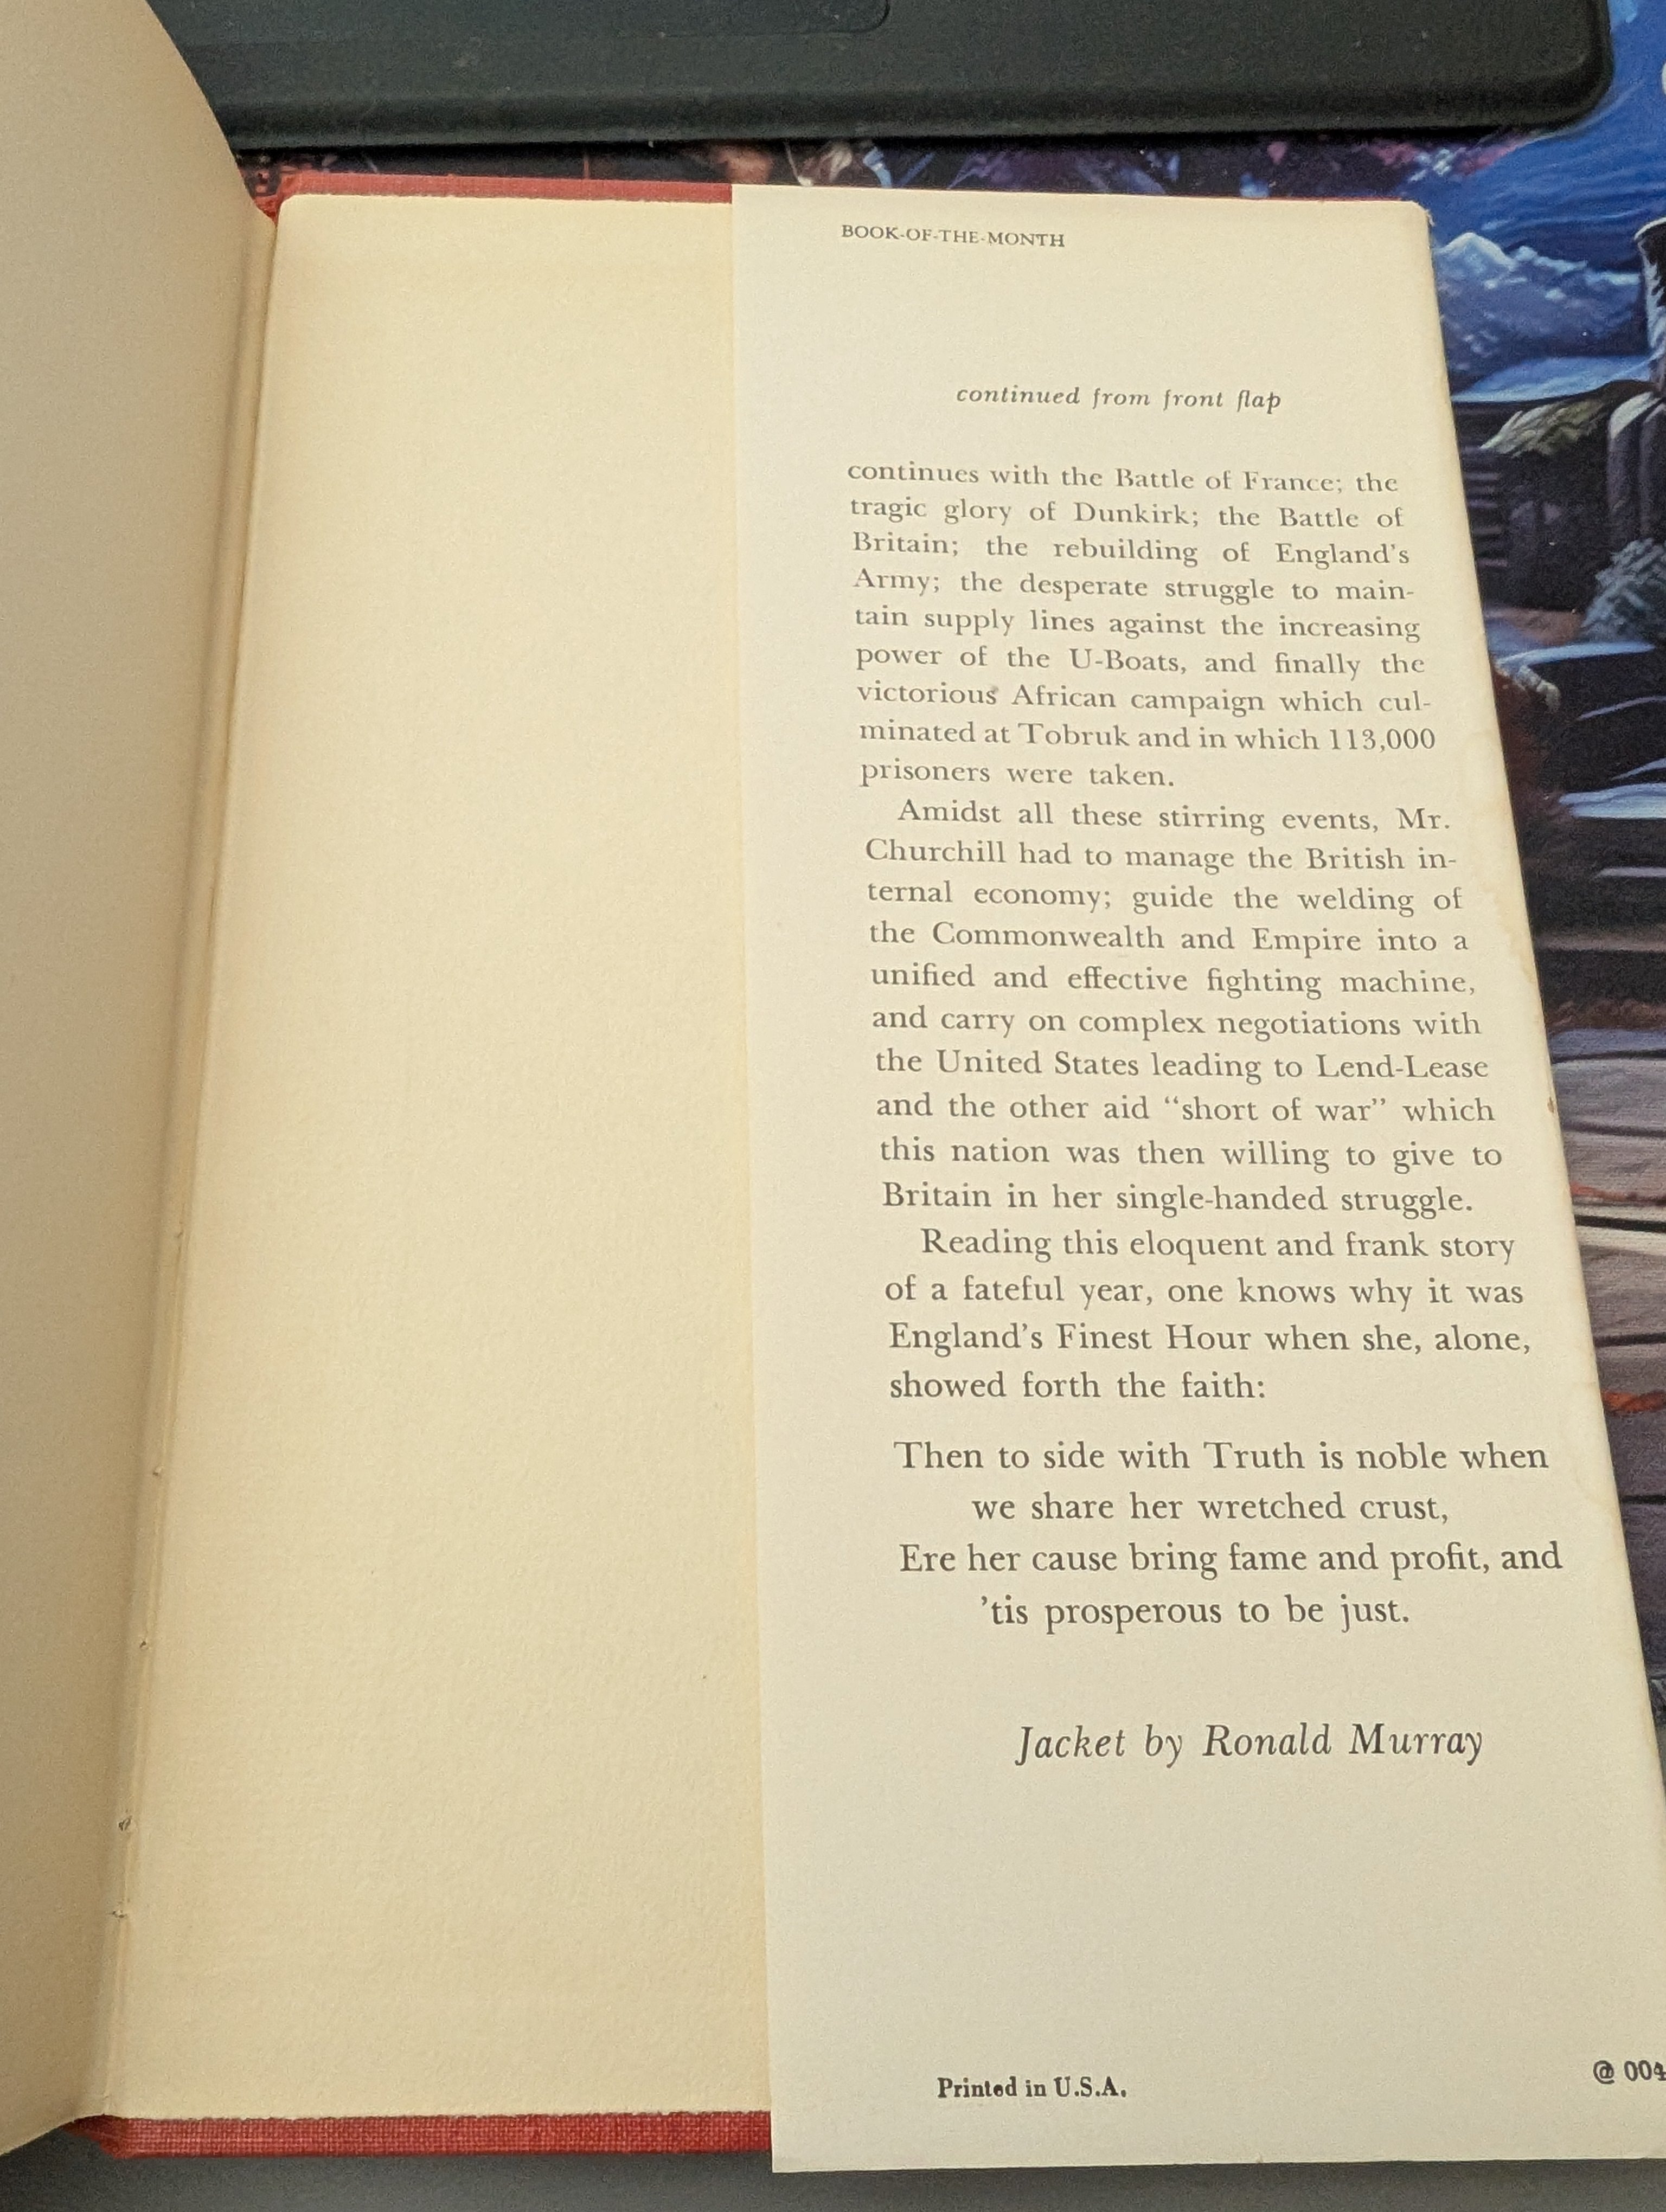 BOOK-OF-THE-MONTH
continued from front flap
continues with the Battle of France; the
tragic glory of Dunkirk; the Battle of
Britain; the rebuilding of England's
Army; the desperate struggle to main-
tain supply lines against the increasing
power of the U-Boats, and finally the
victorious African campaign which cul-
minated at Tobruk and in which 113,000
prisoners were taken.
Amidst all these stirring events, Mr.
Churchill had to manage the British in-
ternal economy; guide the welding of
the Commonwealth and Empire into a
unified and effective fighting machine,
and carry on complex negotiations with
the United States leading to Lend-Lease
and the other aid “short of war” which
this nation was then willing to give to
Britain in her single-handed struggle.
Reading this eloquent and frank story
of a fateful year, one knows why it was
England's Finest Hour when she, alone,
showed forth the faith:
Then to side with Truth is noble when
we share her wretched crust,
Ere her cause bring fame and profit, and
’tis prosperous to be just.
Jacket by Ronald Murray
Printed in U.S.A.
@ 004